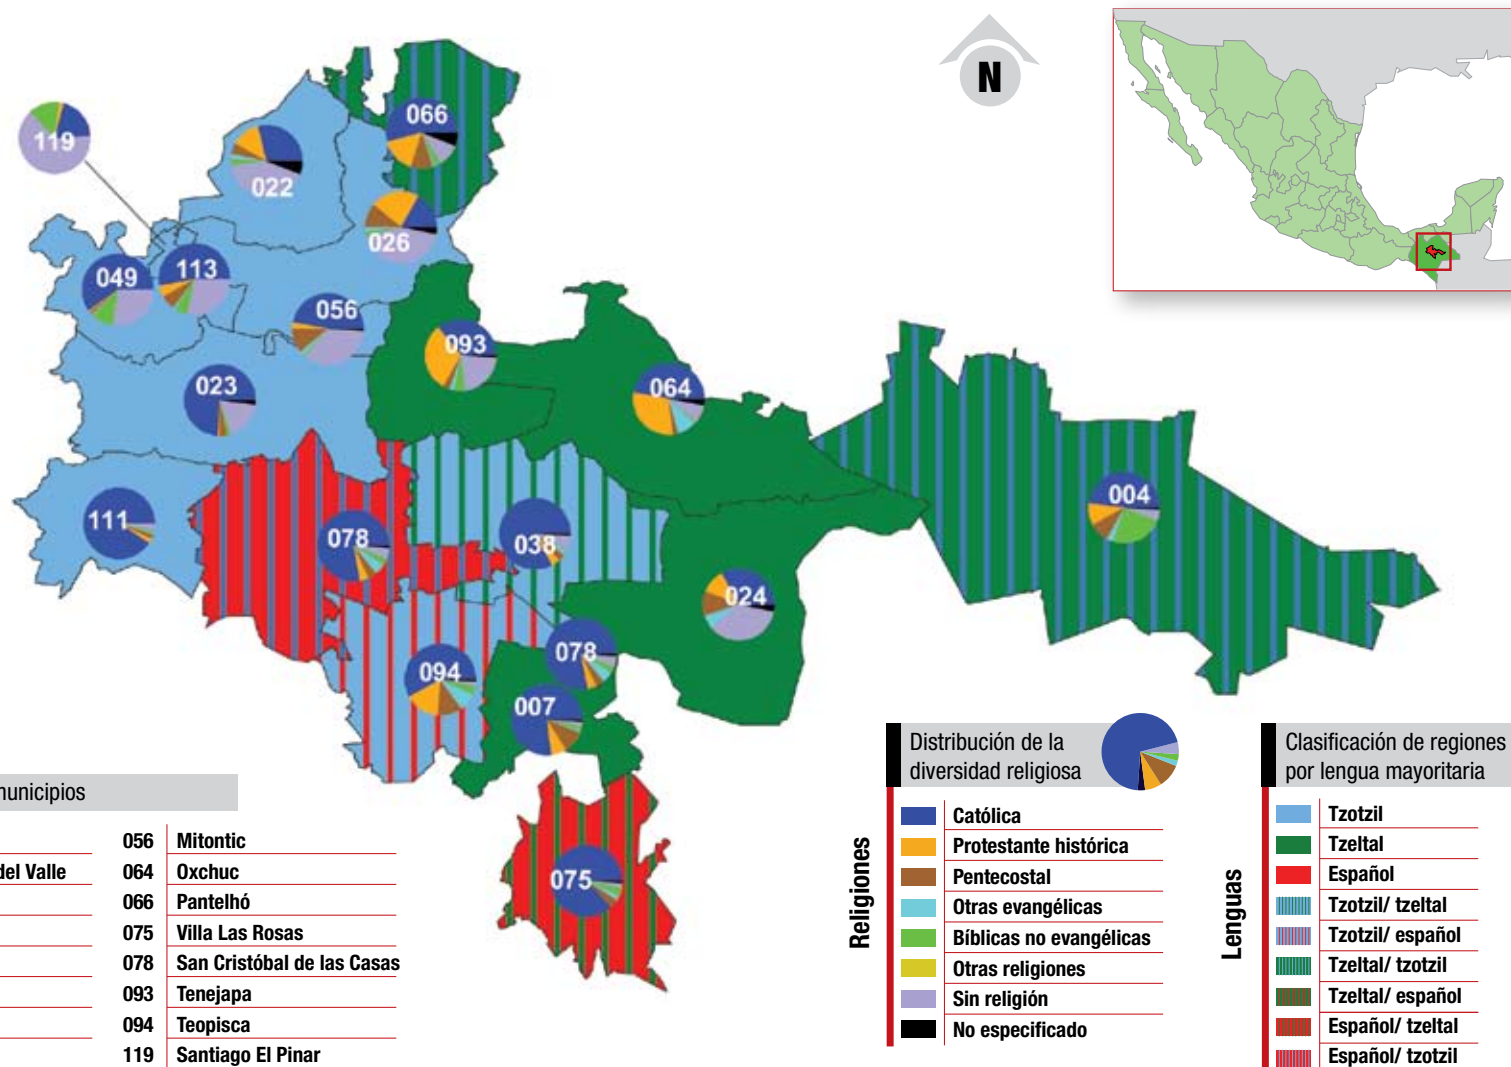 N
119
066
022
026
049
113
056
093
023
064
111
078
038
004
024
078
094
007
075
municipios
del Valle
056 Mitontic
064 Oxchuc
066 Pantelhó
075 Villa Las Rosas
078 San Cristóbal de las Casas
093 Tenejapa
094 Teopisca
119 Santiago El Pinar
Distribución de la
diversidad religiosa
Religiones
Católica
Protestante histórica
Pentecostal
Otras evangélicas
Bíblicas no evangélicas
Otras religiones
Sin religión
No especificado
Clasificación de regiones
por lengua mayoritaria
Lenguas
Tzotzil
Tzeltal
Español
Tzotzil/ tzeltal
Tzotzil/ español
Tzeltal/ tzotzil
Tzeltal/ español
Español/ tzeltal
Español/ tzotzil